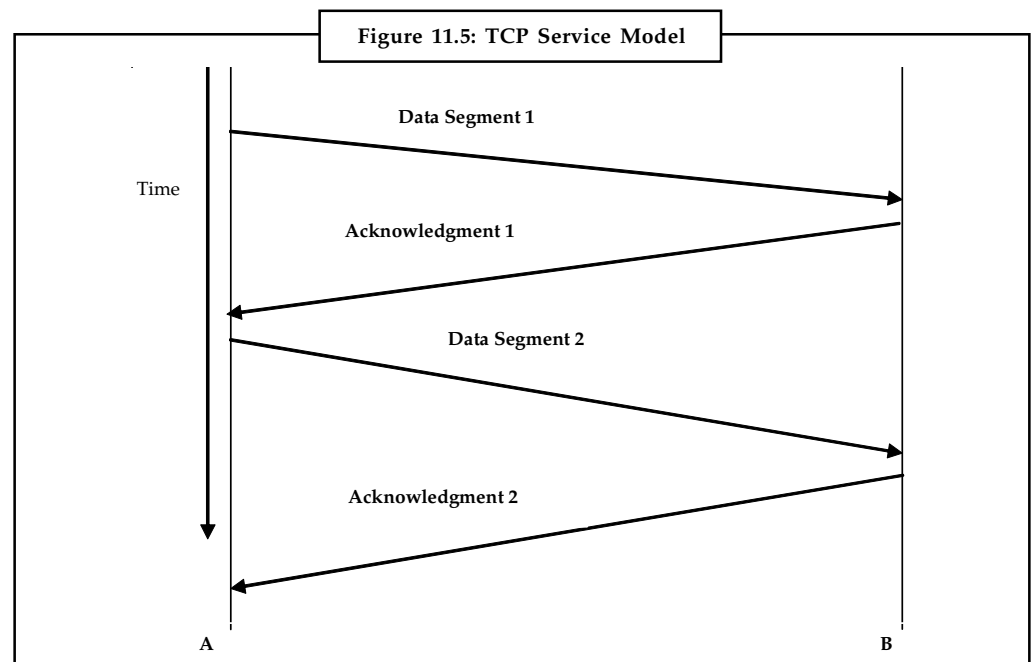 Figure 11.5: TCP Service Model
Data Segment 1
Time
Acknowledgment 1
Data Segment 2
Acknowledgment 2
A
B